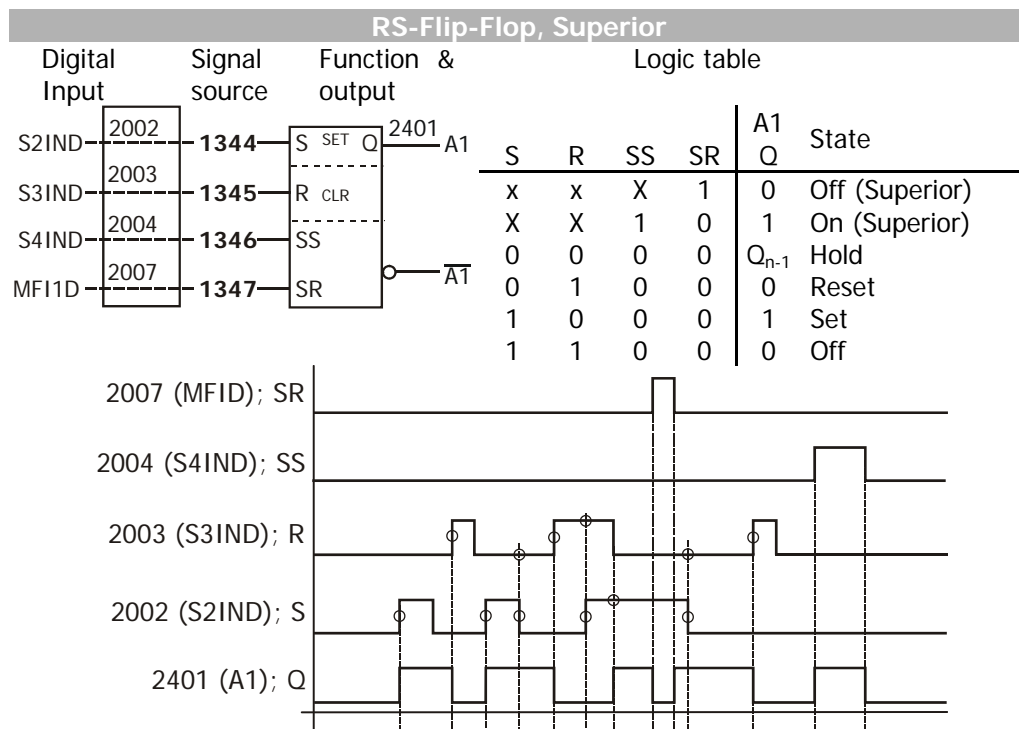 RS-Flip-Flop, Superior
Digital Input
Signal source
Function & output
Logic table
S2IND 2002 1344 S SET Q 2401 A1
S3IND 2003 1345 R CLR
S4IND 2004 1346 SS
MFI1D 2007 1347 SR A1
S R SS SR A1 Q State
x x X 1 0 Off (Superior)
X X 1 0 1 On (Superior)
0 0 0 0 Qn-1 Hold
0 1 0 0 0 Reset
1 0 0 0 1 Set
1 1 0 0 0 Off
2007 (MFID); SR
2004 (S4IND); SS
2003 (S3IND); R
2002 (S2IND); S
2401 (A1); Q